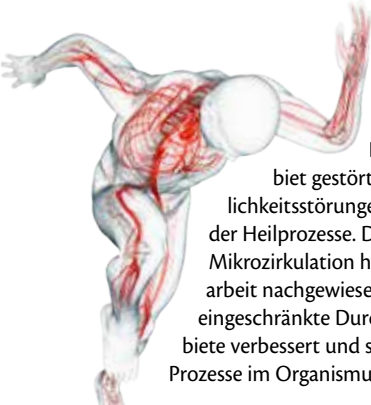 biet gestört
lichkeitsstörunge
der Heilprozesse. D
Mikrozirkulation h
arbeit nachgewiese
eingeschränkte Durc
biete verbessert und s
Prozesse im Organismu